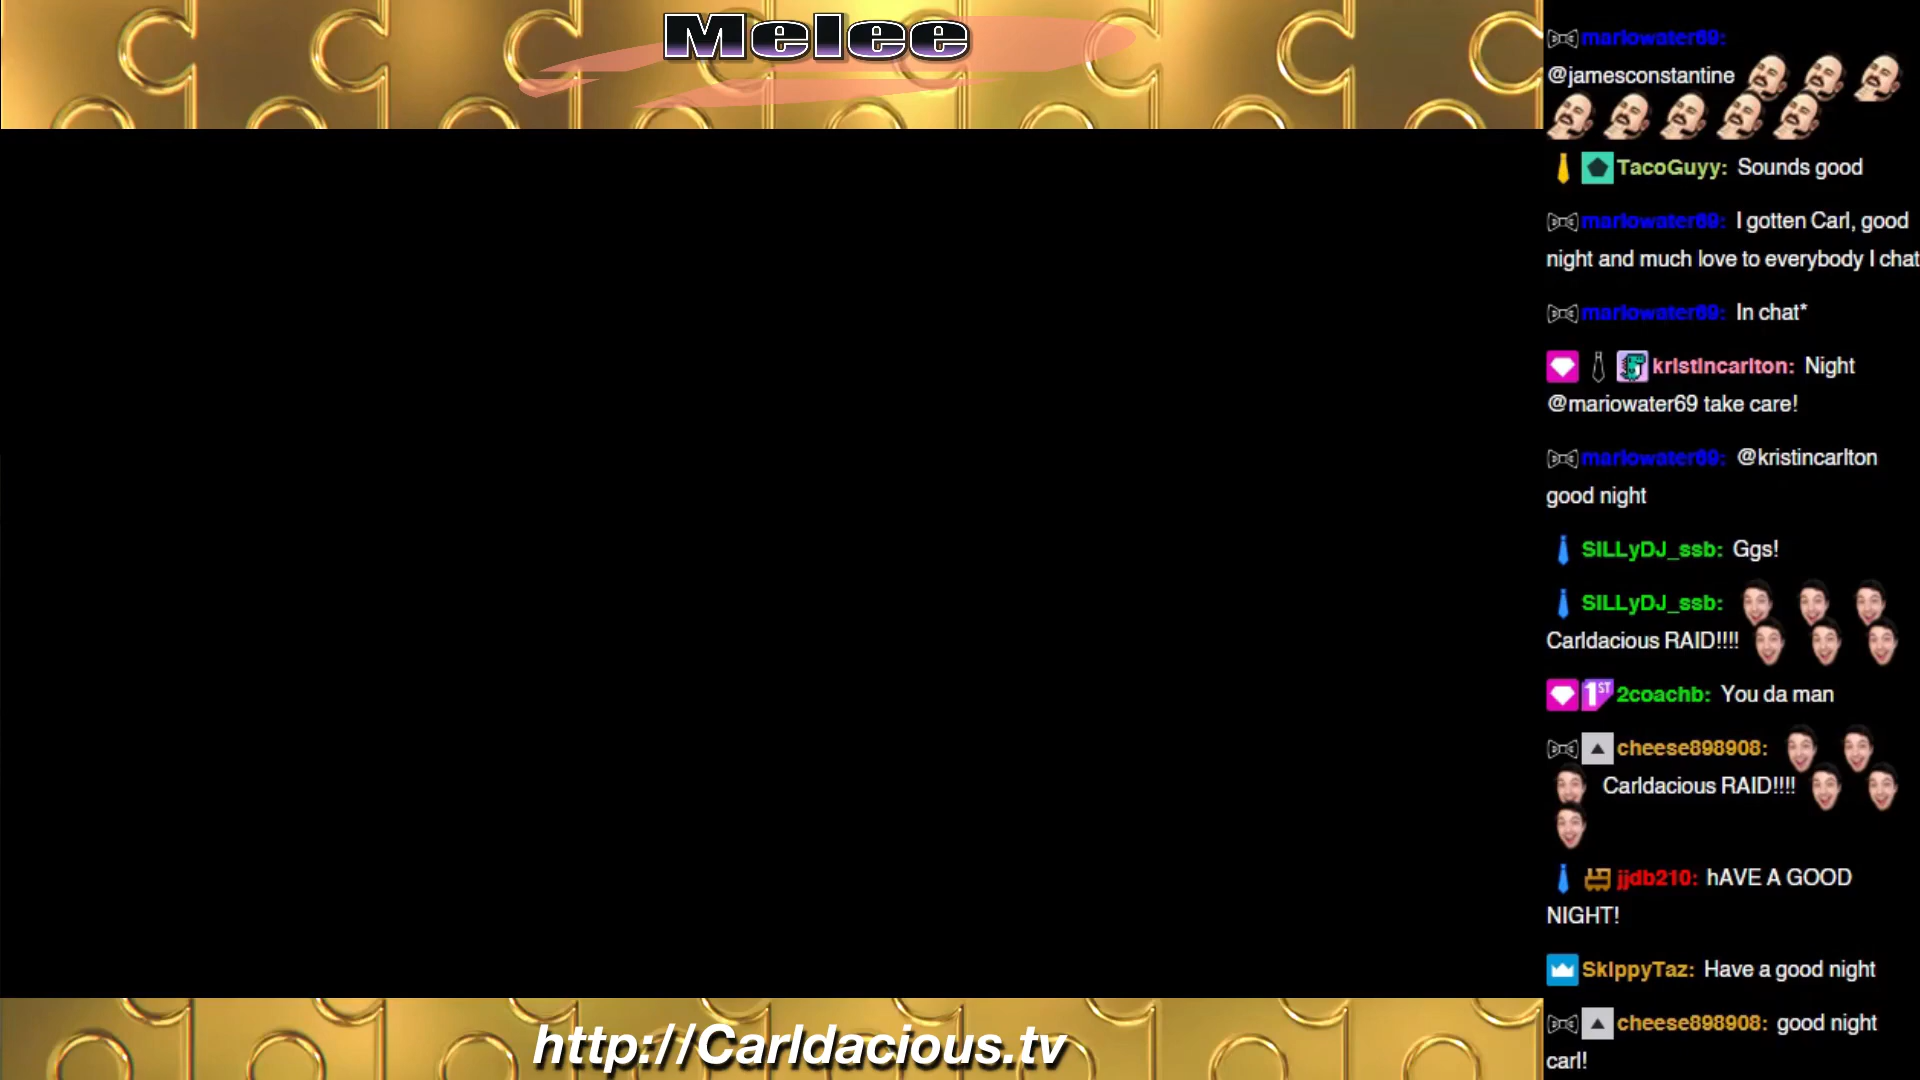 Melee
mariowater69:
@jamesconstantine
TacoGuyy: Sounds good
mariowater69: I gotten Carl, good
night and much love to everybody I chat
mariowater69: In chat*
kristincarlton: Night
@mariowater69 take care!
mariowater69: @kristincarlton
good night
SILLyDJ_ssb: Ggs!
SILLyDJ_ssb:
Carldacious RAID!!!!
1ST 2coachb: You da man
cheese898908:
Carldacious RAID!!!!
jjdb210: hAVE A GOOD
NIGHT!
SkippyTaz: Have a good night
cheese898908: good night
carl!
http://Carldacious.tv